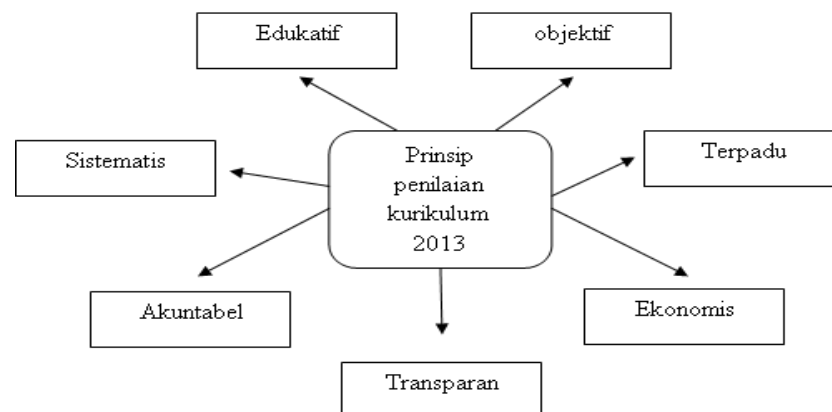 Edukatif
objektif
Sistematis
Prinsip
penilaian
kurikulum
2013
Terpadu
Akuntabel
Ekonomis
Transparan